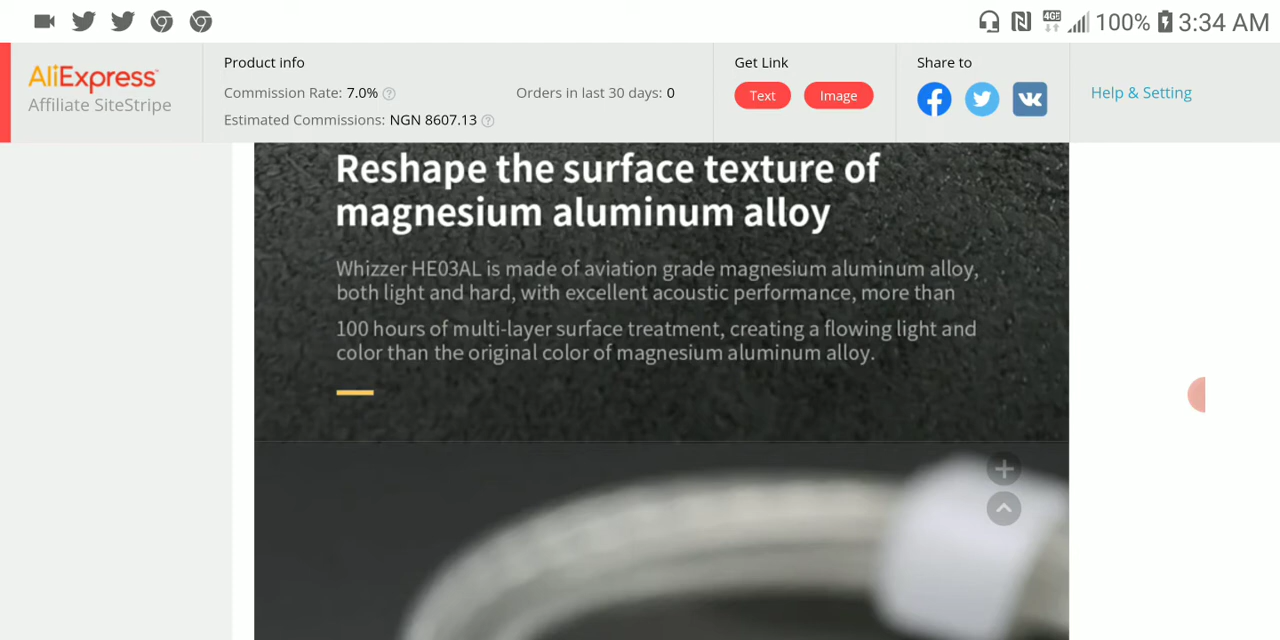 4GE 100% 3:34 AM
AliExpress
Affiliate SiteStripe
Product info
Commission Rate: 7.0% ?
Orders in last 30 days: 0
Estimated Commissions: NGN 8607.13 ?
Get Link
Text Image
Share to
Help & Setting
Reshape the surface texture of
magnesium aluminum alloy
Whizzer HE03AL is made of aviation grade magnesium aluminum alloy,
both light and hard, with excellent acoustic performance, more than
100 hours of multi-layer surface treatment, creating a flowing light and
color than the original color of magnesium aluminum alloy.